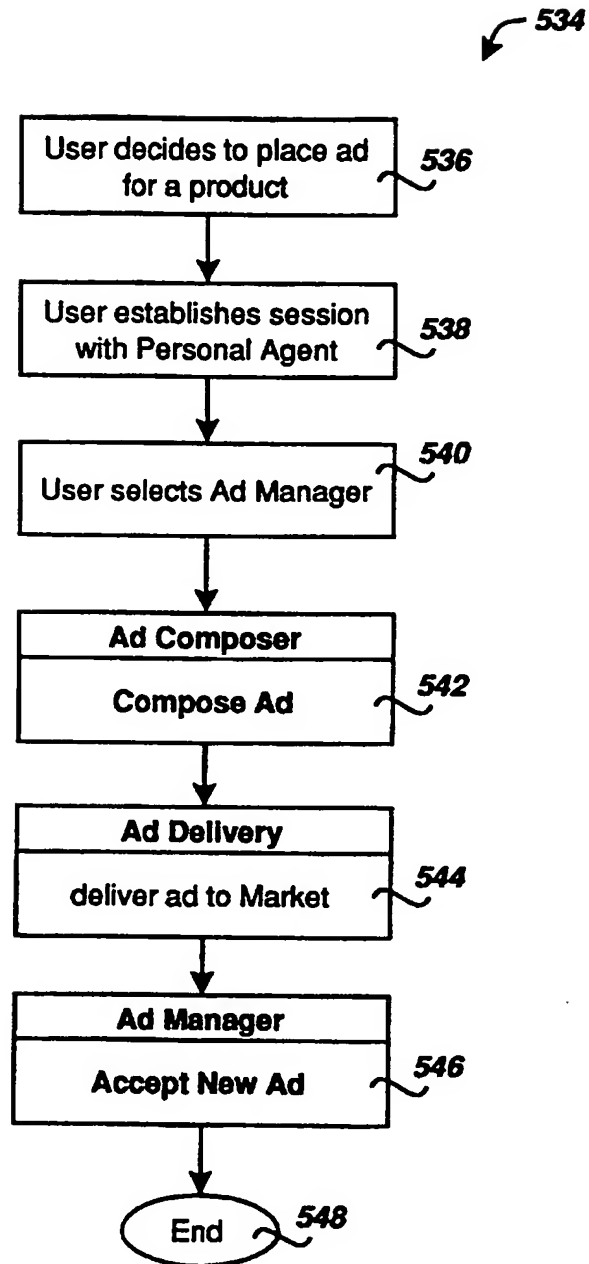 534
User decides to place ad
for a product
536
User establishes session
with Personal Agent
538
User selects Ad Manager
540
Ad Composer
Compose Ad
542
Ad Delivery
deliver ad to Market
544
Ad Manager
Accept New Ad
546
End
548